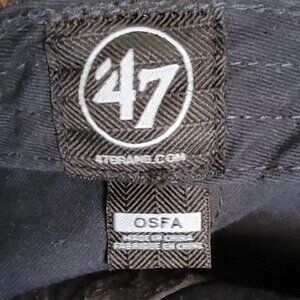 '47
47BRAND.COM
OSFA
MADE IN CHINA
FABRIQUÉ EN CHINE